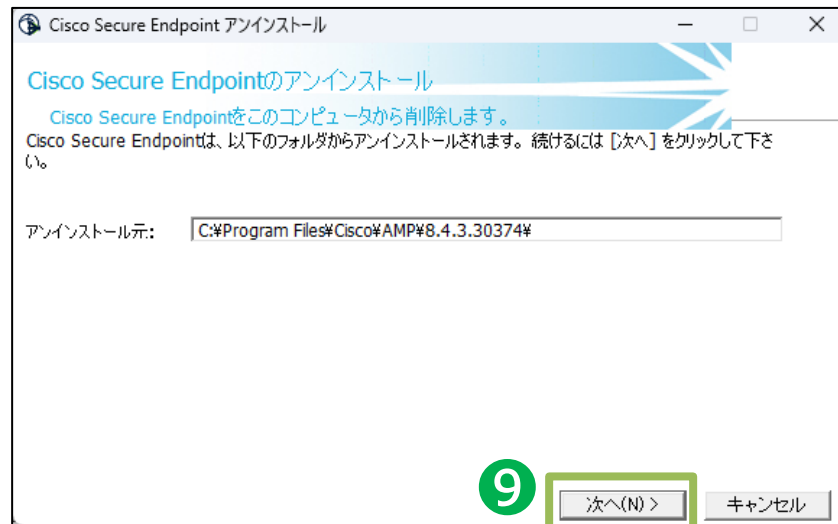 Cisco Secure Endpoint アンインストール
Cisco Secure Endpointのアンインストール
Cisco Secure Endpointをこのコンピュータから削除します。
Cisco Secure Endpointは、以下のフォルダからアンインストールされます。続けるには [次へ] をクリックして下さ
い。
アンインストール元:
C:¥Program Files¥Cisco¥AMP¥8.4.3.30374¥
9
次へ(N) >
キャンセル